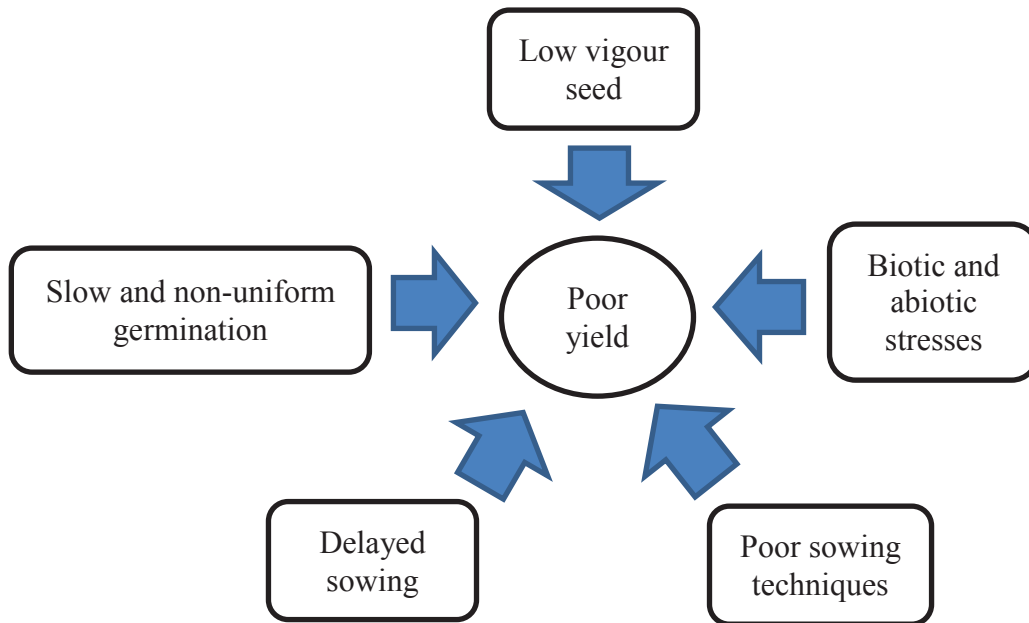 Low vigour
seed
Slow and non-uniform
germination
Poor
yield
Biotic and
abiotic
stresses
Delayed
sowing
Poor sowing
techniques